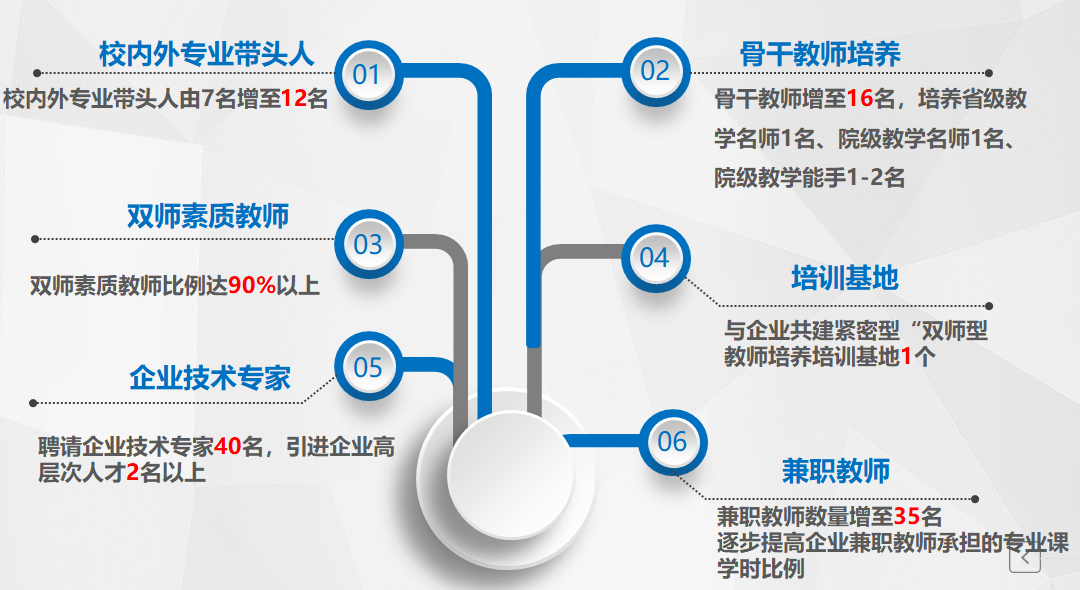 校内外专业带头人
01
校内外专业带头人由7名增至12名
02
骨干教师培养
骨干教师增至16名，培养省级教
学名师1名、院级教学名师1名、
院级教学能手1-2名
双师素质教师
03
双师素质教师比例达90%以上
04
培训基地
与企业共建紧密型“双师型
教师培养培训基地1个
05
企业技术专家
聘请企业技术专家40名，引进企业高
层次人才2名以上
06
兼职教师
兼职教师数量增至35名
逐步提高企业兼职教师承担的专业课
学时比例